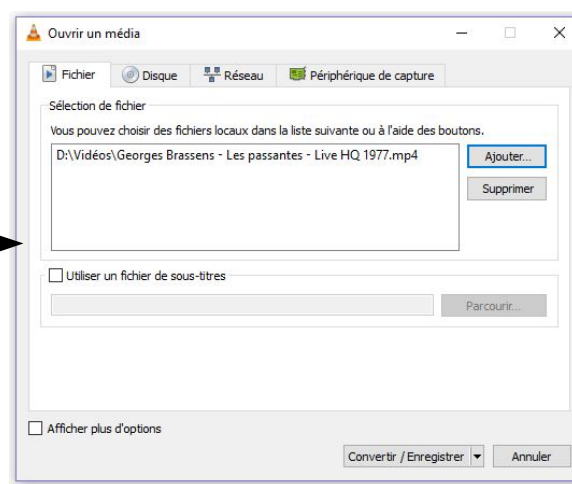 Ouvrir un média
Fichier Disque Réseau Périphérique de capture
Sélection de fichier
Vous pouvez choisir des fichiers locaux dans la liste suivante ou à l'aide des boutons.
D:\Vidéos\Georges Brassens - Les passantes - Live HQ 1977.mp4
Ajouter...
Supprimer
Utiliser un fichier de sous-titres
Parcourir...
Afficher plus d'options
Convertir / Enregistrer Annuler